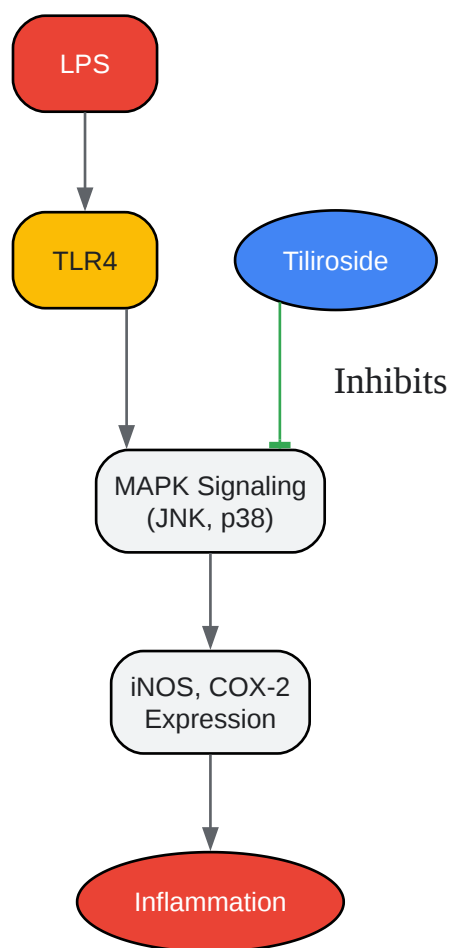 LPS
TLR4
Tiliroside
Inhibits
MAPK Signaling
(JNK, p38)
iNOS, COX-2
Expression
Inflammation